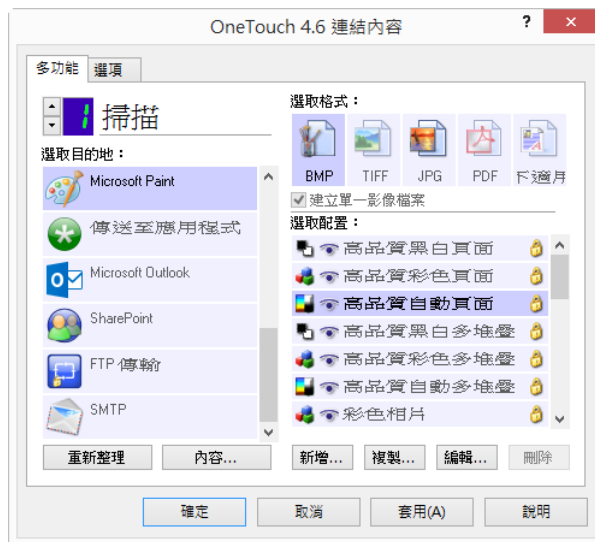 OneTouch 4.6 連結內容
?
多功能
選項
1
掃描
選取目的地：
Microsoft Paint
傳送至應用程式
Microsoft Outlook
SharePoint
FTP 傳輸
SMTP
重新整理
內容...
選取格式：
BMP
TIFF
JPG
PDF
不適用
建立單一影像檔案
選取配置：
高品質黑白頁面
高品質彩色頁面
高品質自動頁面
高品質黑白多堆疊
高品質彩色多堆疊
高品質自動多堆疊
彩色相片
新增...
複製...
編輯...
刪除
確定
取消
套用(A)
說明